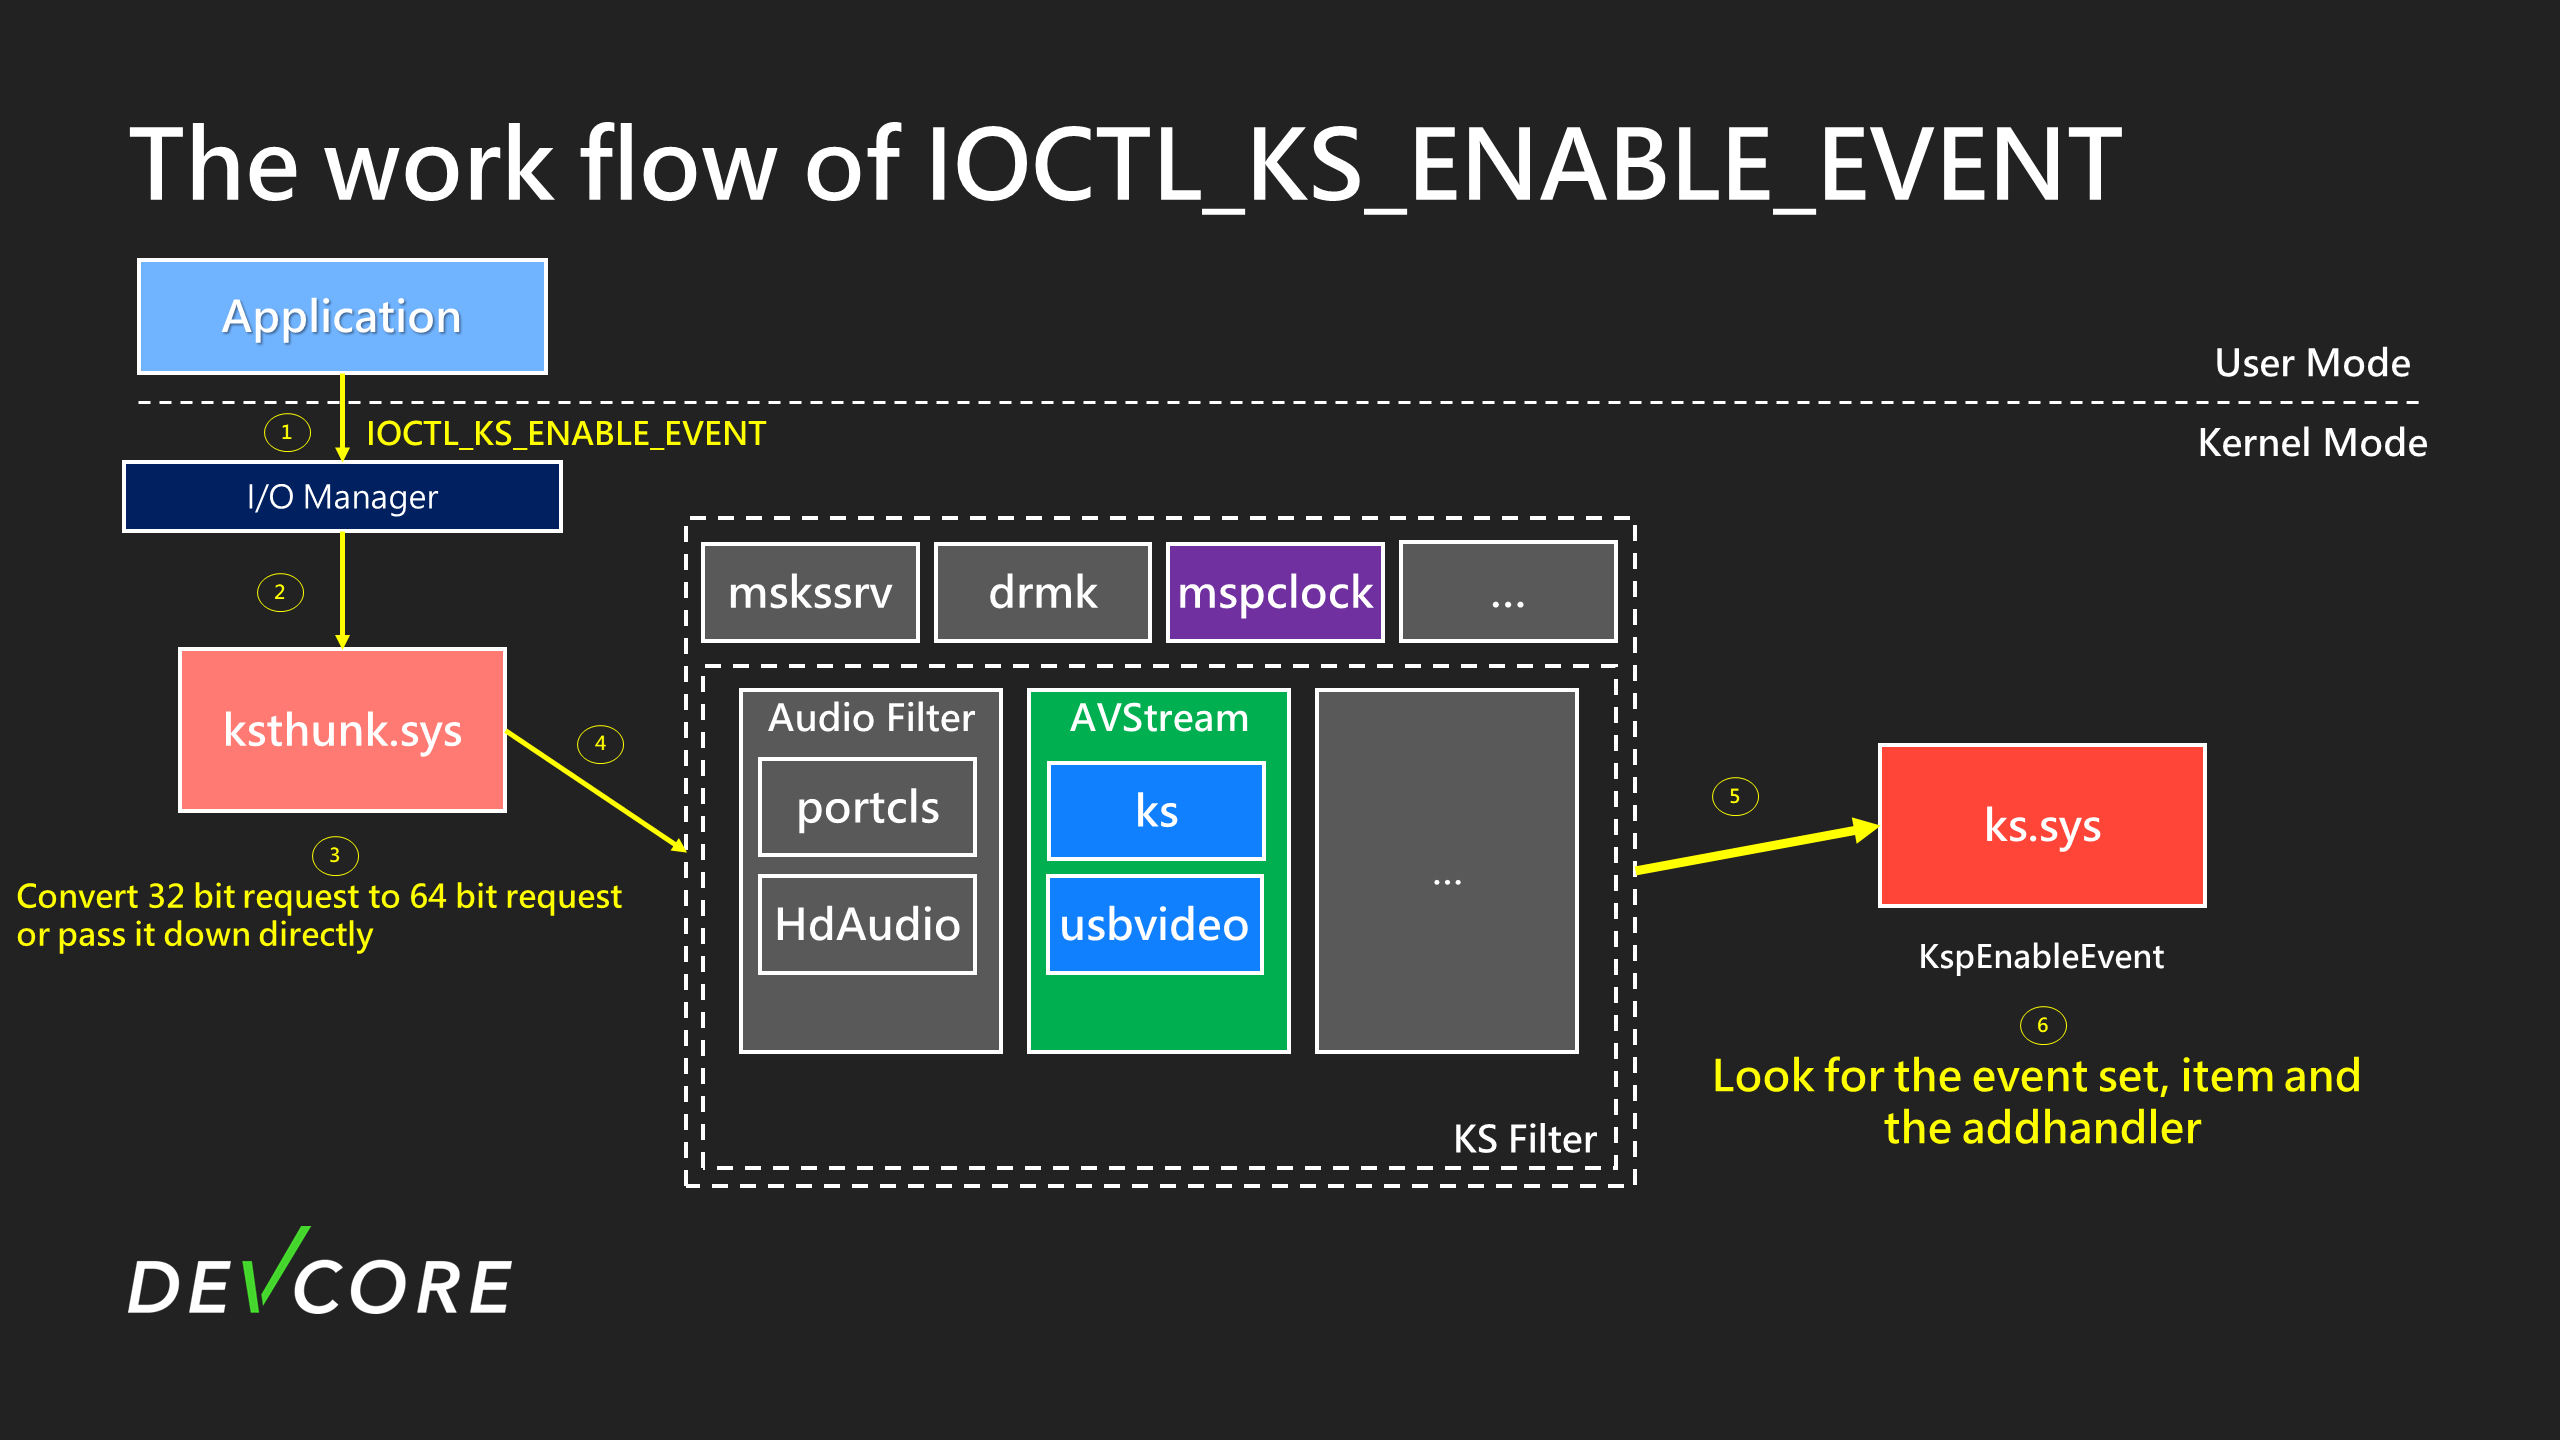 The work flow of IOCTL_KS_ENABLE_EVENT
Application
User Mode
1
IOCTL_KS_ENABLE_EVENT
Kernel Mode
I/O Manager
2
ksthunk.sys
3
Convert 32 bit request to 64 bit request
or pass it down directly
4
mskssrv
drmk
mspclock
...
Audio Filter
portcls
HdAudio
AVStream
ks
usbvideo
...
KS Filter
5
ks.sys
KspEnableEvent
6
Look for the event set, item and
the addhandler
DEVCORE